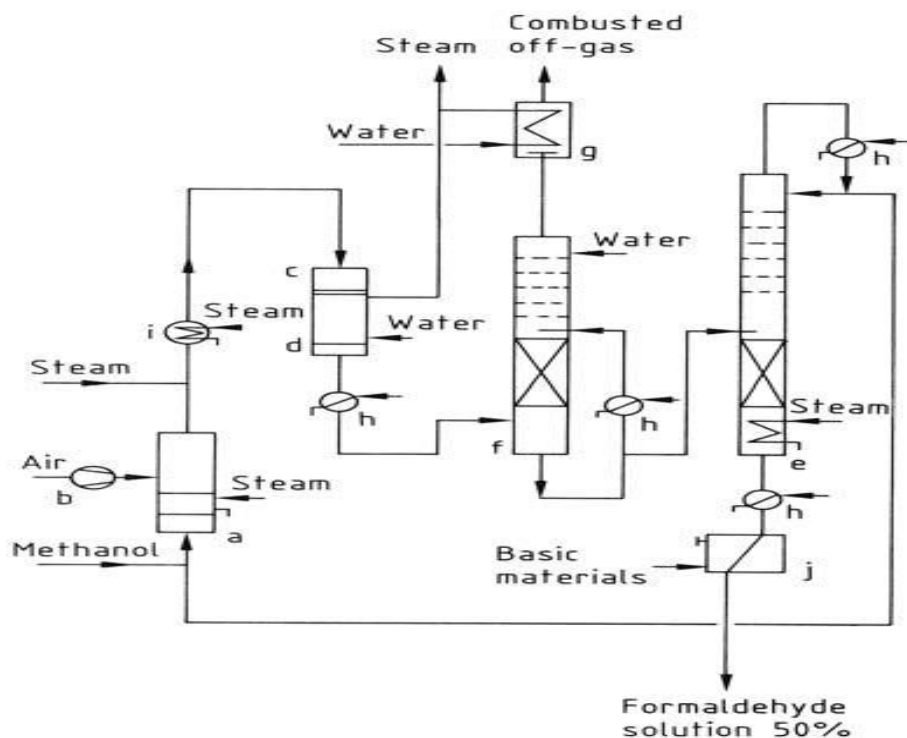 Combusted
off-gas
Steam
Water
g
h
Water
c
Steam
i
Water
d
Steam
h
h
Steam
f
e
Air
b
Steam
a
h
Methanol
Basic
materials
j
Formaldehyde
solution 50%